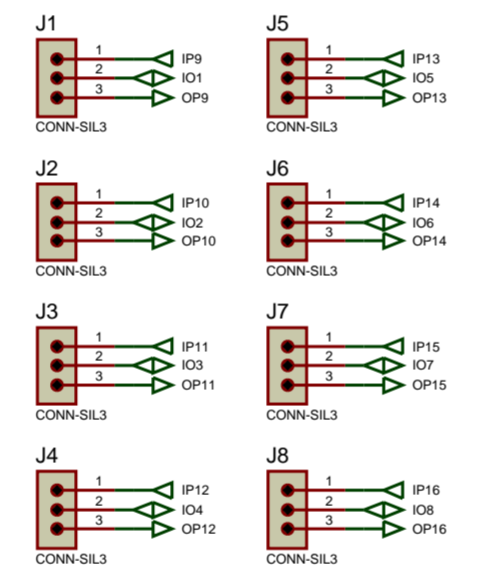 J1
1 IP9
2 IO1
3 OP9
CONN-SIL3
J5
1 IP13
2 IO5
3 OP13
CONN-SIL3
J2
1 IP10
2 IO2
3 OP10
CONN-SIL3
J6
1 IP14
2 IO6
3 OP14
CONN-SIL3
J3
1 IP11
2 IO3
3 OP11
CONN-SIL3
J7
1 IP15
2 IO7
3 OP15
CONN-SIL3
J4
1 IP12
2 IO4
3 OP12
CONN-SIL3
J8
1 IP16
2 IO8
3 OP16
CONN-SIL3